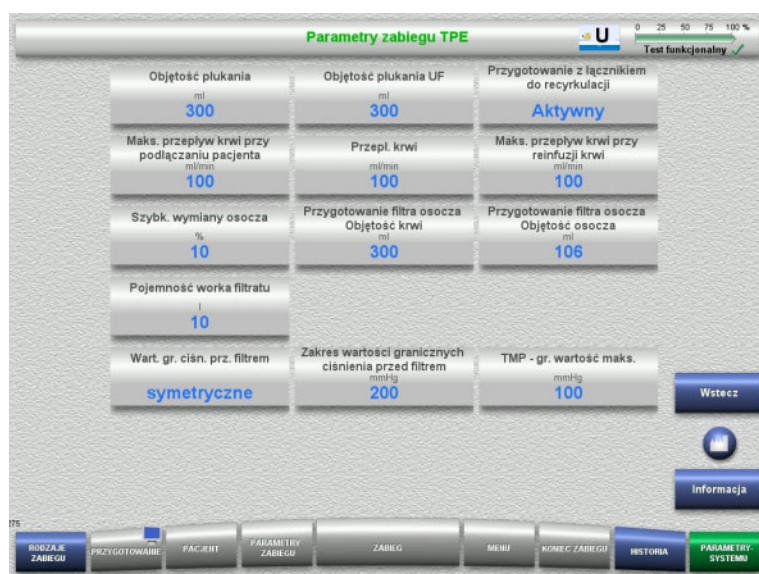 Parametry zabiegu TPE
U
0 25 50 75 100 %
Test funkcjonalny
Objętość płukania
ml
300
Objętość płukania UF
ml
300
Przygotowanie z łącznikiem
do recyrkulacji
Aktywny
Maks. przepływ krwi przy
podłączaniu pacjenta
ml/min
100
Przepł. krwi
ml/min
100
Maks. przepływ krwi przy
reinfuzji krwi
ml/min
100
Szybk. wymiany osocza
%
10
Przygotowanie filtra osocza
Objętość krwi
ml
300
Przygotowanie filtra osocza
Objętość osocza
ml
106
Pojemność worka filtratu
l
10
Wart. gr. ciśn. prz. filtrem
symetryczne
Zakres wartości granicznych
ciśnienia przed filtrem
mmHg
200
TMP - gr. wartość maks.
mmHg
100
Wstecz
Informacja
275
RODZAJE
ZABIEGU
PRZYGOTOWANIE
PACJENT
PARAMETRY
ZABIEGU
ZABIEG
MENU
KONIEC ZABIEGU
HISTORIA
PARAMETRY-
SYSTEMU